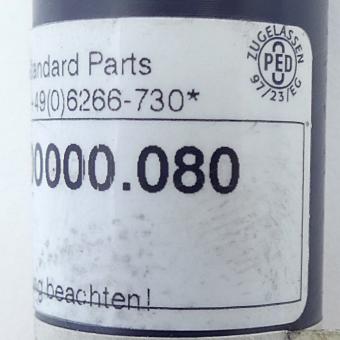 Standard Parts
+49(0)6266-730*
ZUGELASSEN
PED
97/23/EG
0000.080
beachten!